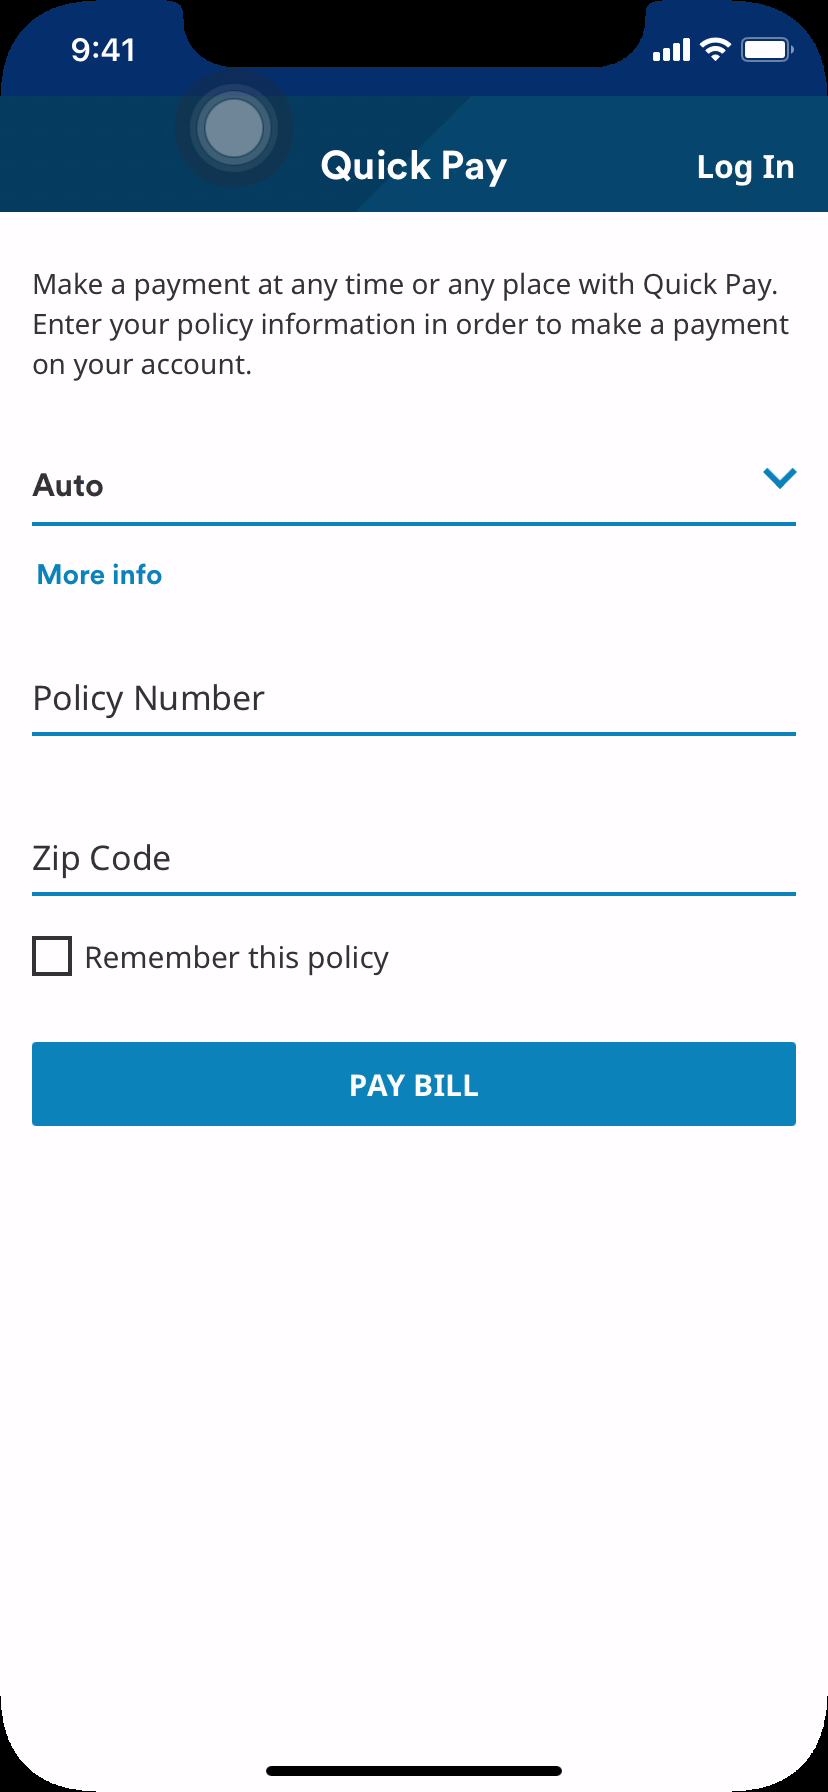 9:41
Quick Pay
Log In
Make a payment at any time or any place with Quick Pay.
Enter your policy information in order to make a payment
on your account.
Auto
More info
Policy Number
Zip Code
Remember this policy
PAY BILL